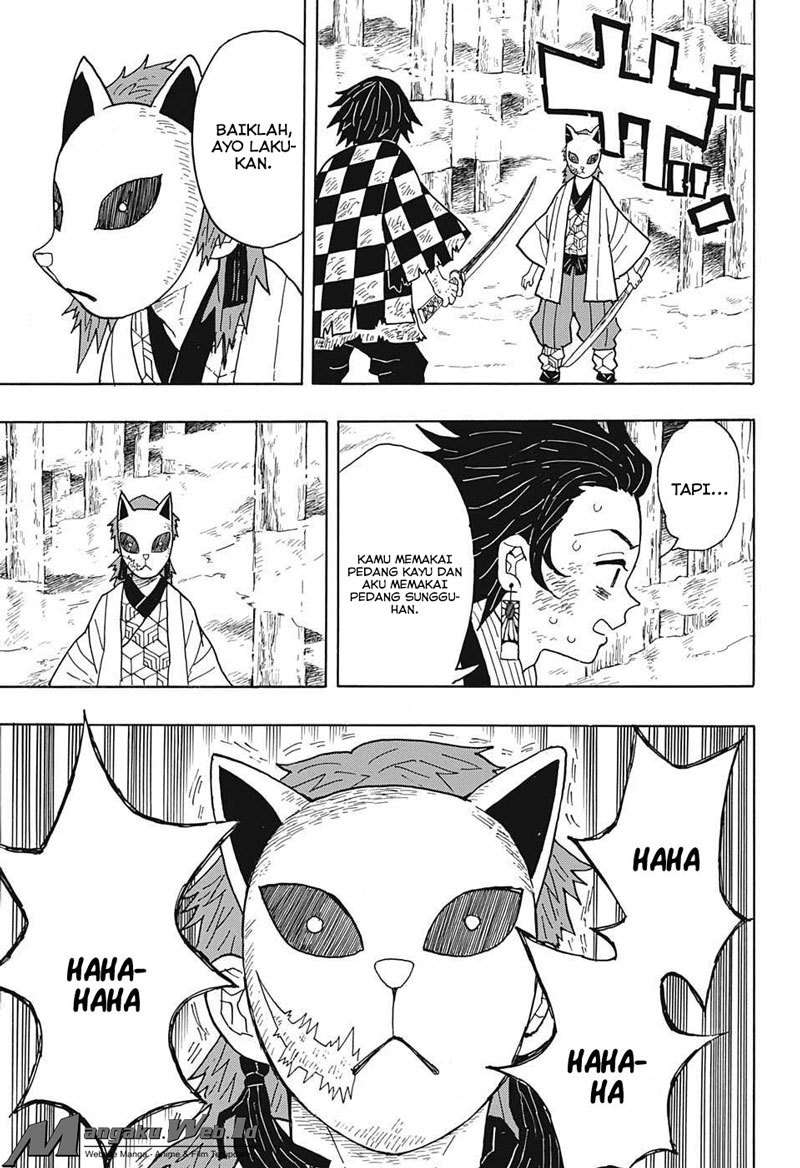 BAIKLAH,
AYO LAKU-
KAN.
TAPI...
KAMU MEMAKAI
PEDANG KAYU DAN
AKU MEMAKAI
PEDANG SUNGGU-
HAN.
HAHA
HAHA-
HAHA
HAHA-
HA
Mangaku.Web.Id